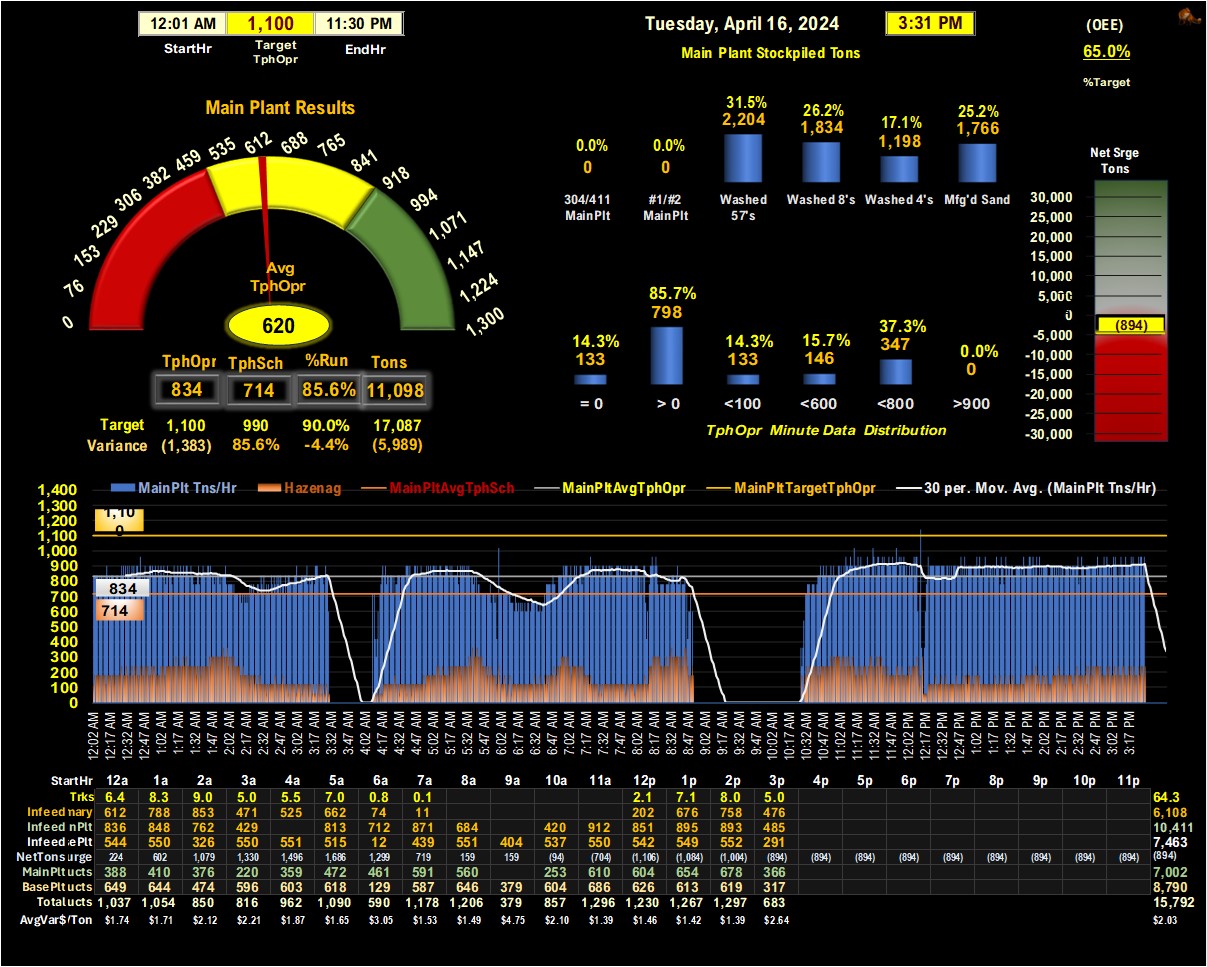 12:01 AM 1,100 11:30 PM
StartHr Target TphOpr EndHr
Tuesday, April 16, 2024 3:31 PM
Main Plant Stockpiled Tons
(OEE)
65.0%
%Target
Main Plant Results
0 76 153 229 306 382 459 535 612 688 765 841 918 994 1,071 1,147 1,224 1,300
Avg
TphOpr
620
TphOpr TphSch %Run Tons
834 714 85.6% 11,098
Target 1,100 990 90.0% 17,087
Variance (1,383) 85.6% -4.4% (5,989)
0.0% 0.0% 31.5% 26.2% 17.1% 25.2%
0 0 2,204 1,834 1,198 1,766
304/411 MainPlt #1/#2 MainPlt Washed 57's Washed 8's Washed 4's Mfg'd Sand
14.3% 85.7% 14.3% 15.7% 37.3% 0.0%
133 798 133 146 347 0
= 0 > 0 <100 <600 <800 >900
TphOpr Minute Data Distribution
Net Srge
Tons
30,000
25,000
20,000
15,000
10,000
5,000
0
(894)
-5,000
-10,000
-15,000
-20,000
-25,000
-30,000
MainPlt Tns/Hr Hazenag MainPltAvgTphSch MainPltAvgTphOpr MainPltTargetTphOpr 30 per. Mov. Avg. (MainPlt Tns/Hr)
1,400
1,300
1,200
1,100
1,000
900
800
700
600
500
400
300
200
100
0
1,10
0
834
714
12:02 AM 12:17 AM 12:32 AM 12:47 AM 1:02 AM 1:17 AM 1:32 AM 1:47 AM 2:02 AM 2:17 AM 2:32 AM 2:47 AM 3:02 AM 3:17 AM 3:32 AM 3:47 AM 4:02 AM 4:17 AM 4:32 AM 4:47 AM 5:02 AM 5:17 AM 5:32 AM 5:47 AM 6:02 AM 6:17 AM 6:32 AM 6:47 AM 7:02 AM 7:17 AM 7:32 AM 7:47 AM 8:02 AM 8:17 AM 8:32 AM 8:47 AM 9:02 AM 9:17 AM 9:32 AM 9:47 AM 10:02 AM 10:17 AM 10:32 AM 10:47 AM 11:02 AM 11:17 AM 11:32 AM 11:47 AM 12:02 PM 12:17 PM 12:32 PM 12:47 PM 1:02 PM 1:17 PM 1:32 PM 1:47 PM 2:02 PM 2:17 PM 2:32 PM 2:47 PM 3:02 PM 3:17 PM
StartHr 12a 1a 2a 3a 4a 5a 6a 7a 8a 9a 10a 11a 12p 1p 2p 3p 4p 5p 6p 7p 8p 9p 10p 11p
Trks 6.4 8.3 9.0 5.0 5.5 7.0 0.8 0.1 2.1 7.1 8.0 5.0 64.3
Infeed mary 612 788 853 471 525 662 74 11 202 676 758 476 6,108
Infeed nPlt 836 848 762 429 813 712 871 684 420 912 851 895 893 485 10,411
Infeed ePlt 544 550 326 550 551 515 12 439 551 404 537 550 542 549 552 291 7,463
NetTons urge 224 602 1,079 1,330 1,496 1,686 1,299 719 159 159 (94) (704) (1,106) (1,084) (1,004) (894) (894) (894) (894) (894) (894) (894) (894) (894) (894)
MainPlt ucts 388 410 376 220 359 472 461 591 560 253 610 604 654 678 366 7,002
BasePlt ucts 649 644 474 596 603 618 129 587 646 379 604 686 626 613 619 317 8,790
Total ucts 1,037 1,054 850 816 962 1,090 590 1,178 1,206 379 857 1,296 1,230 1,267 1,297 683 15,792
AvgVar$/Ton $1.74 $1.71 $2.12 $2.21 $1.87 $1.65 $3.05 $1.53 $1.49 $4.75 $2.10 $1.39 $1.46 $1.42 $1.39 $2.64 $2.03